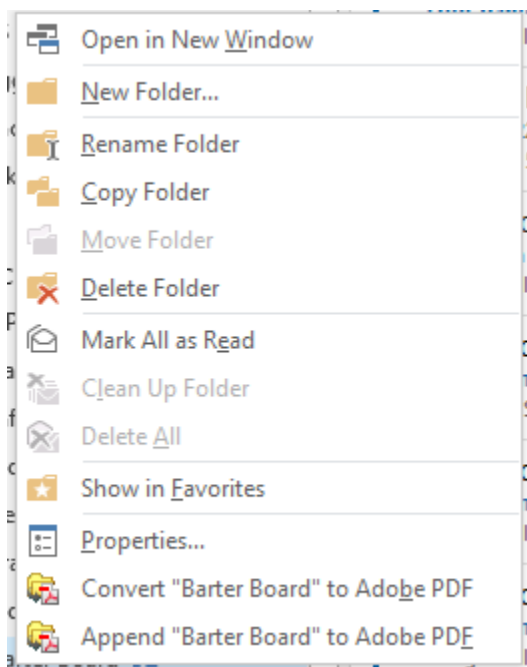 Open in New Window
New Folder...
Rename Folder
Copy Folder
Move Folder
Delete Folder
Mark All as Read
Clean Up Folder
Delete All
Show in Favorites
Properties...
Convert "Barter Board" to Adobe PDF
Append "Barter Board" to Adobe PDF